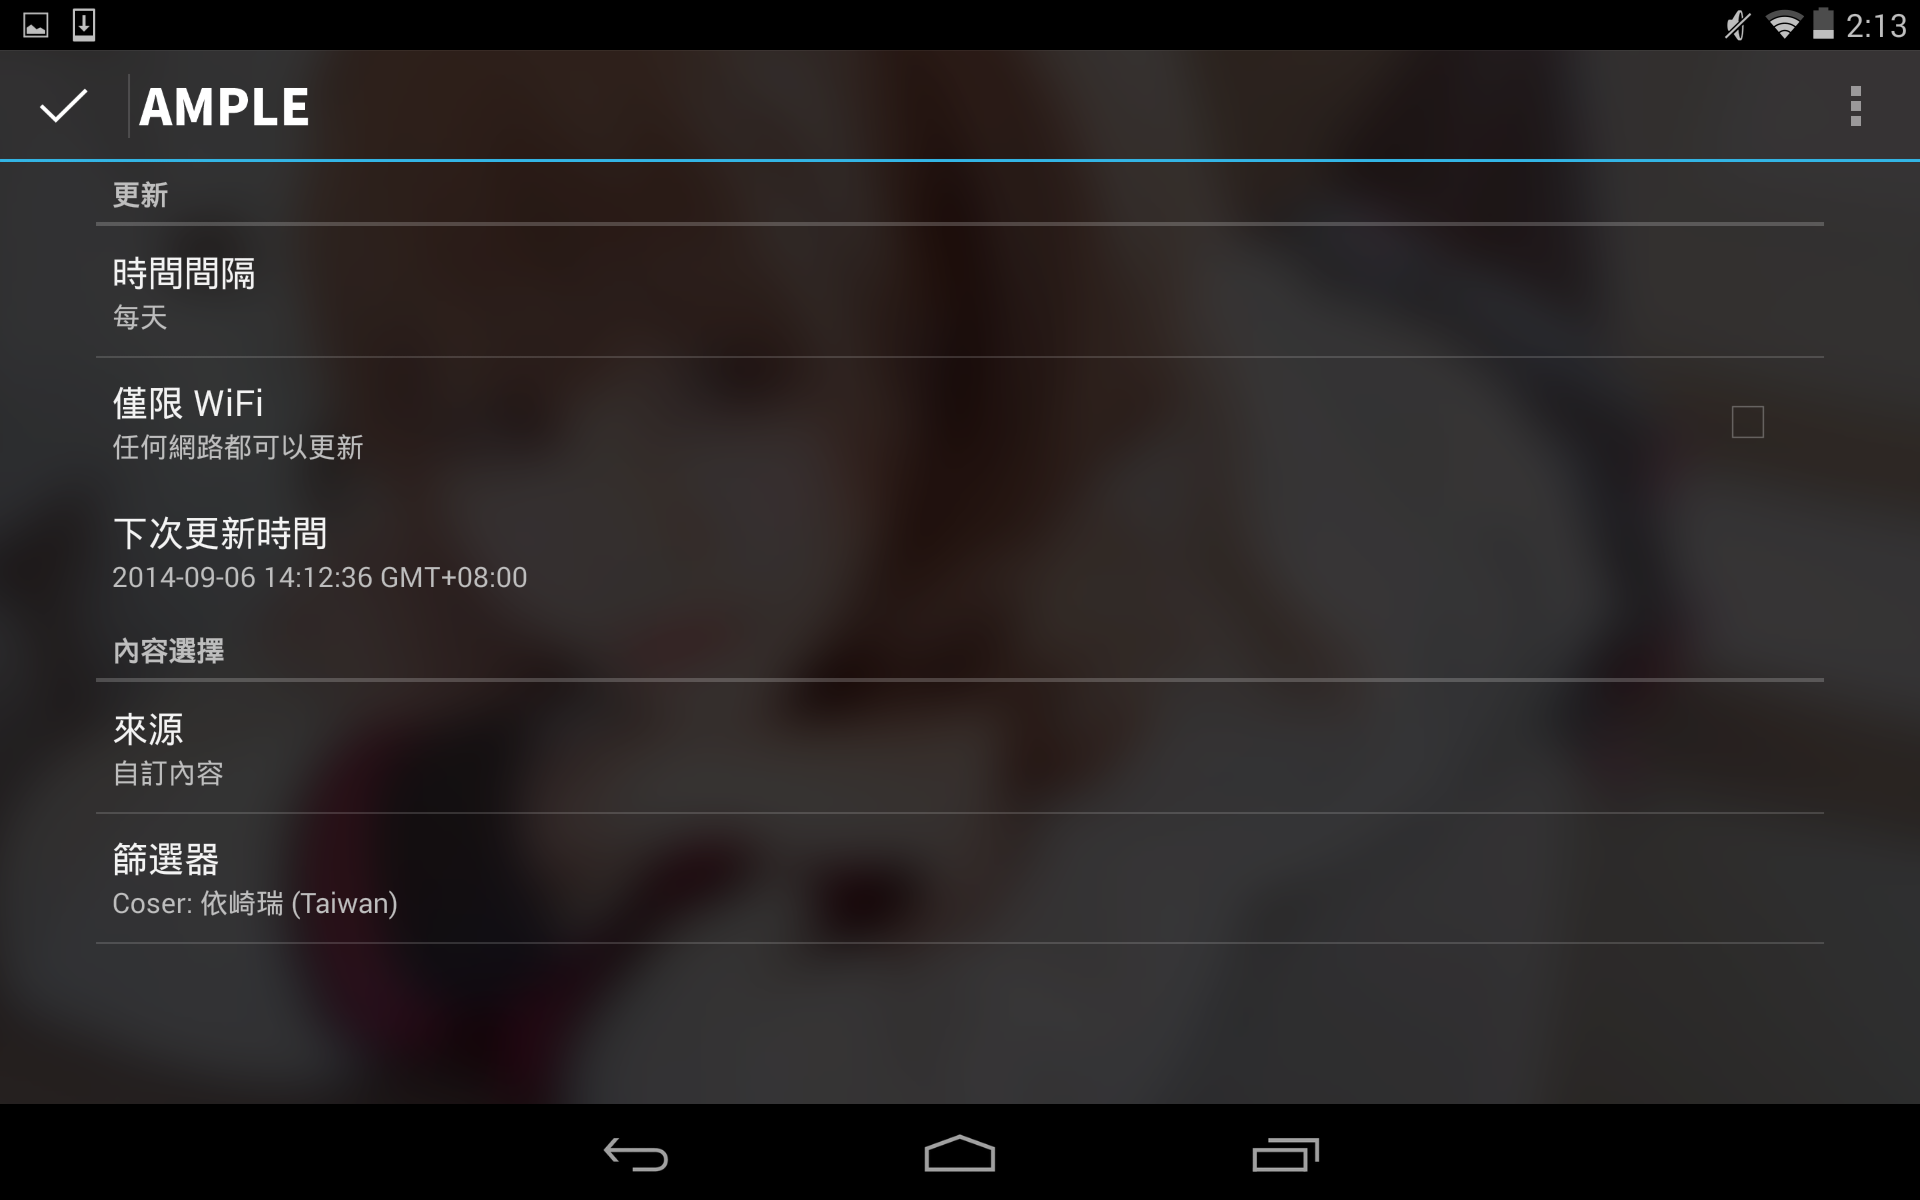 2:13
AMPLE
更新
時間間隔
每天
僅限 WiFi
任何網路都可以更新
下次更新時間
2014-09-06 14:12:36 GMT+08:00
內容選擇
來源
自訂內容
篩選器
Coser: 依崎瑞 (Taiwan)